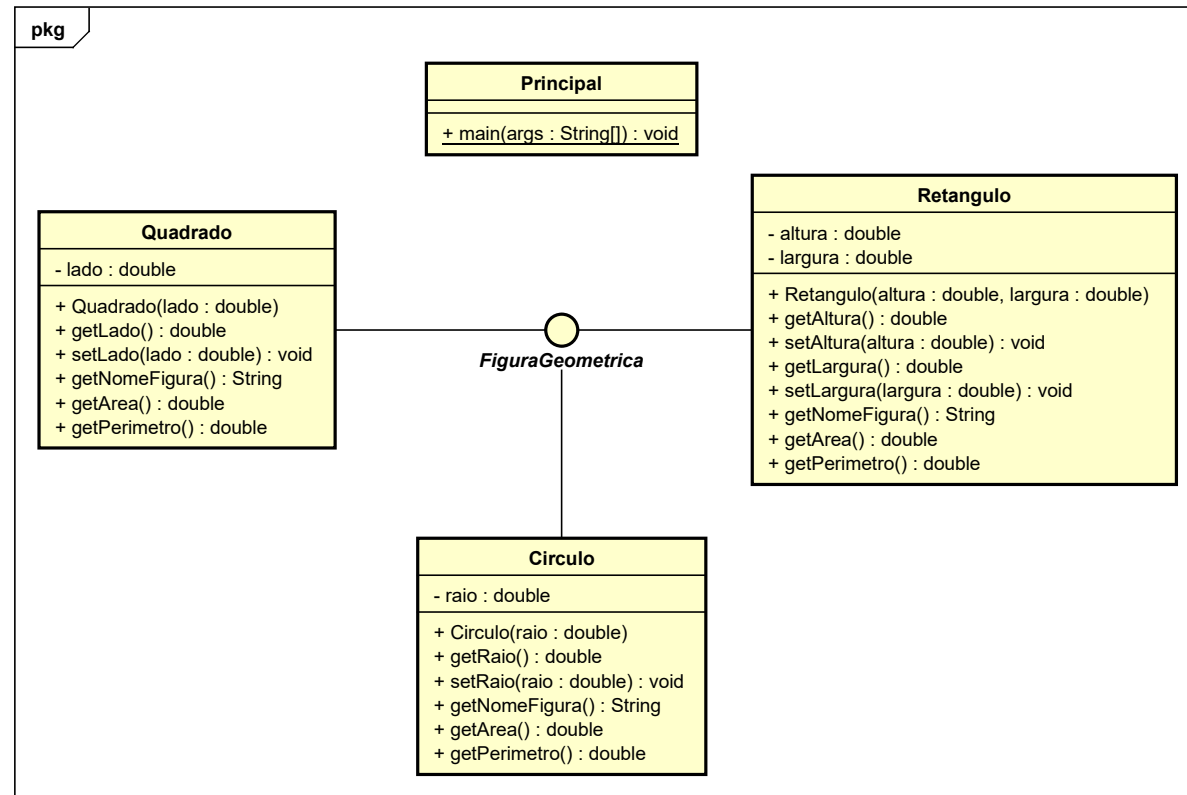 pkg
Principal
+ main(args : String[]) : void
Quadrado
- lado : double
+ Quadrado(lado : double)
+ getLado() : double
+ setLado(lado : double) : void
+ getNomeFigura() : String
+ getArea() : double
+ getPerimetro() : double
FiguraGeometrica
Retangulo
- altura : double
- largura : double
+ Retangulo(altura : double, largura : double)
+ getAltura() : double
+ setAltura(altura : double) : void
+ getLargura() : double
+ setLargura(largura : double) : void
+ getNomeFigura() : String
+ getArea() : double
+ getPerimetro() : double
Circulo
- raio : double
+ Circulo(raio : double)
+ getRaio() : double
+ setRaio(raio : double) : void
+ getNomeFigura() : String
+ getArea() : double
+ getPerimetro() : double